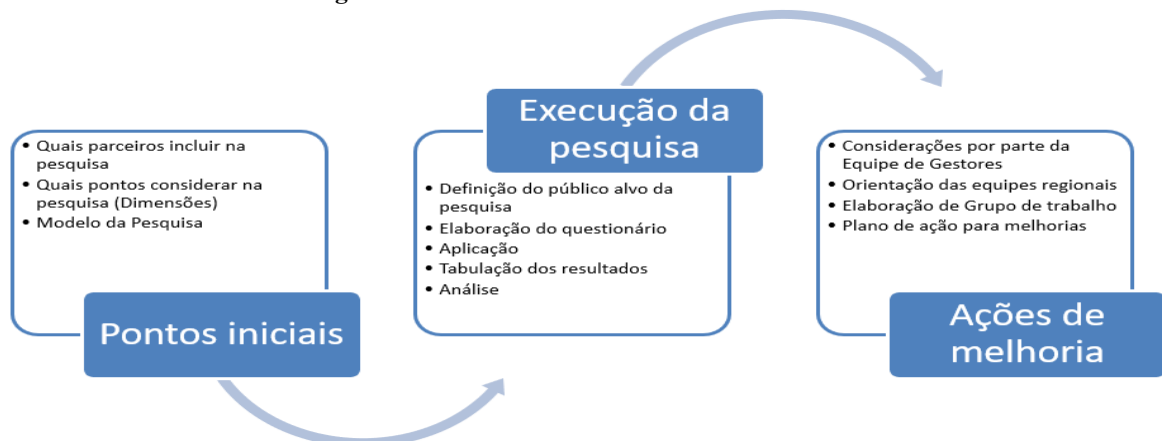 • Quais parceiros incluir na
pesquisa
• Quais pontos considerar na
pesquisa (Dimensões)
• Modelo da Pesquisa
Pontos iniciais
Execução da
pesquisa
• Definição do público alvo da
pesquisa
• Elaboração do questionário
• Aplicação
• Tabulação dos resultados
• Análise
• Considerações por parte da
Equipe de Gestores
• Orientação das equipes regionais
• Elaboração de Grupo de trabalho
• Plano de ação para melhorias
Ações de
melhoria